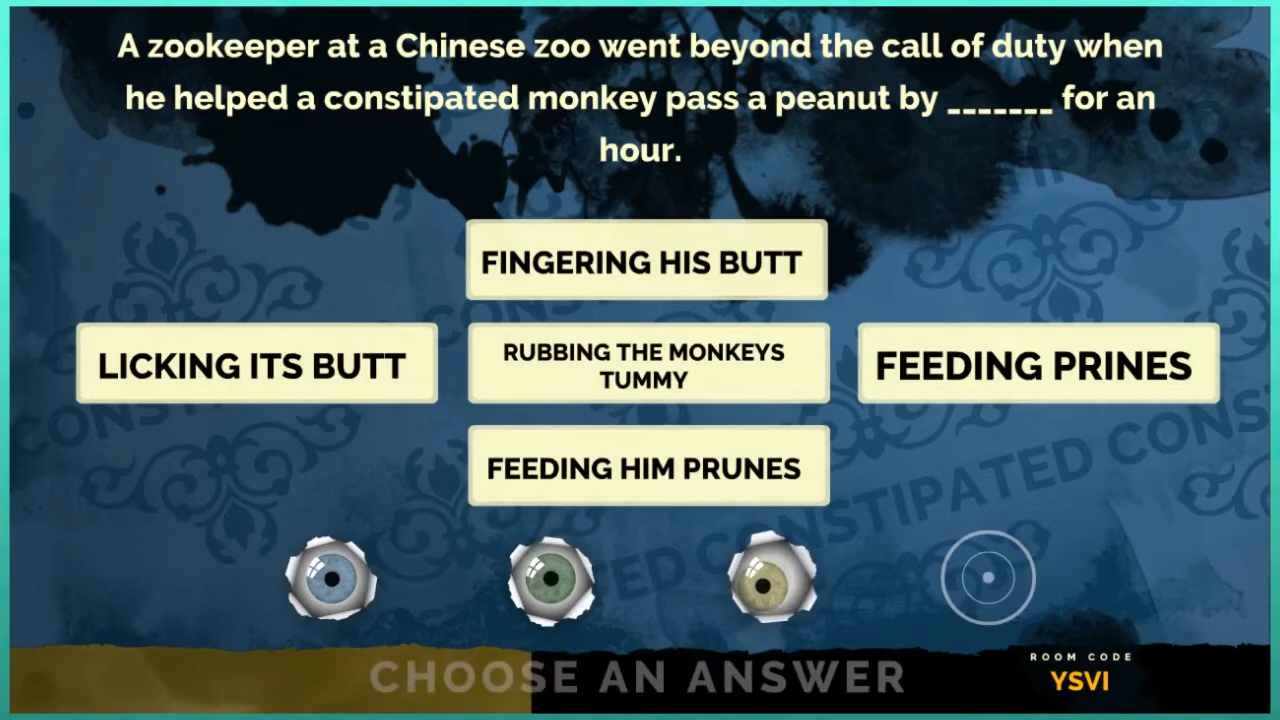 A zookeeper at a Chinese zoo went beyond the call of duty when
he helped a constipated monkey pass a peanut by _______ for an
hour.
FINGERING HIS BUTT
LICKING ITS BUTT
RUBBING THE MONKEYS
TUMMY
FEEDING PRINES
FEEDING HIM PRUNES
CONSTIPATED CONST
CHOOSE AN ANSWER
ROOM CODE
YSVI